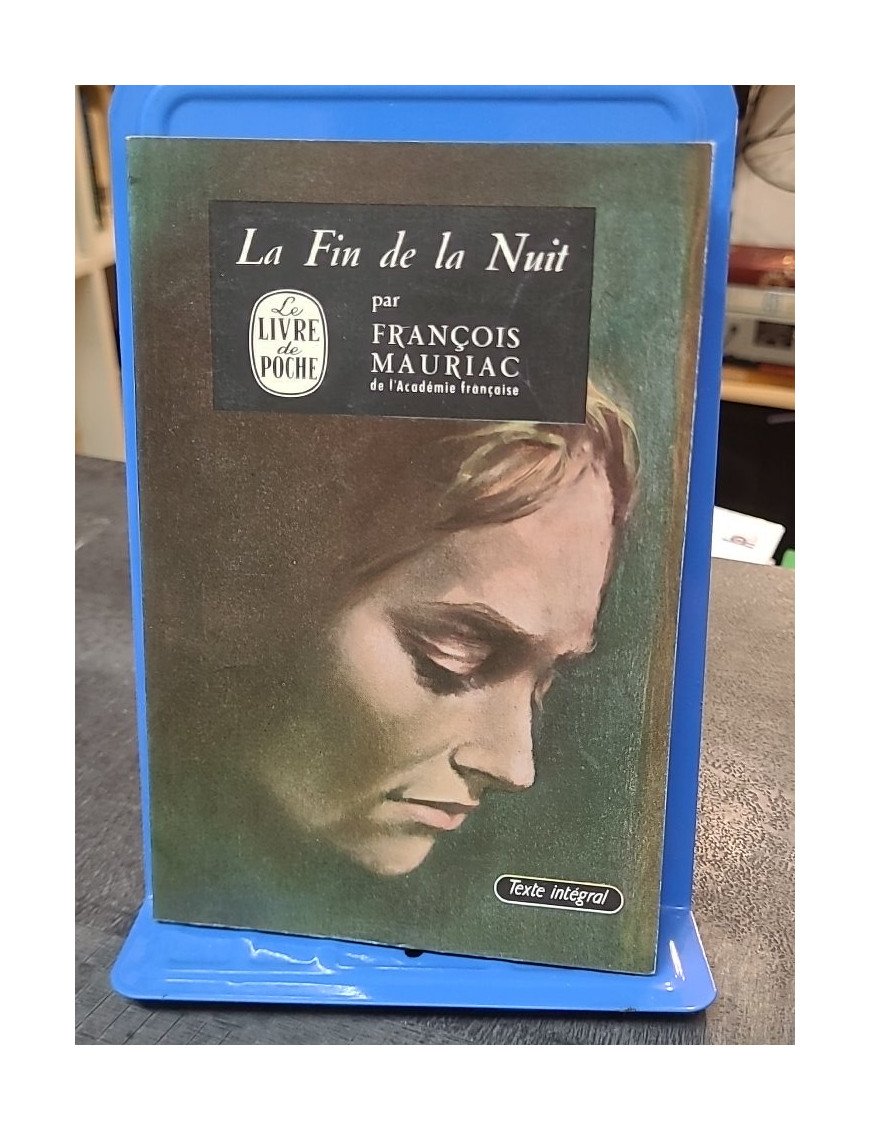 La Fin de la Nuit
Le
LIVRE
de
POCHE
par
FRANÇOIS
MAURIAC
de l'Académie française
Texte intégral